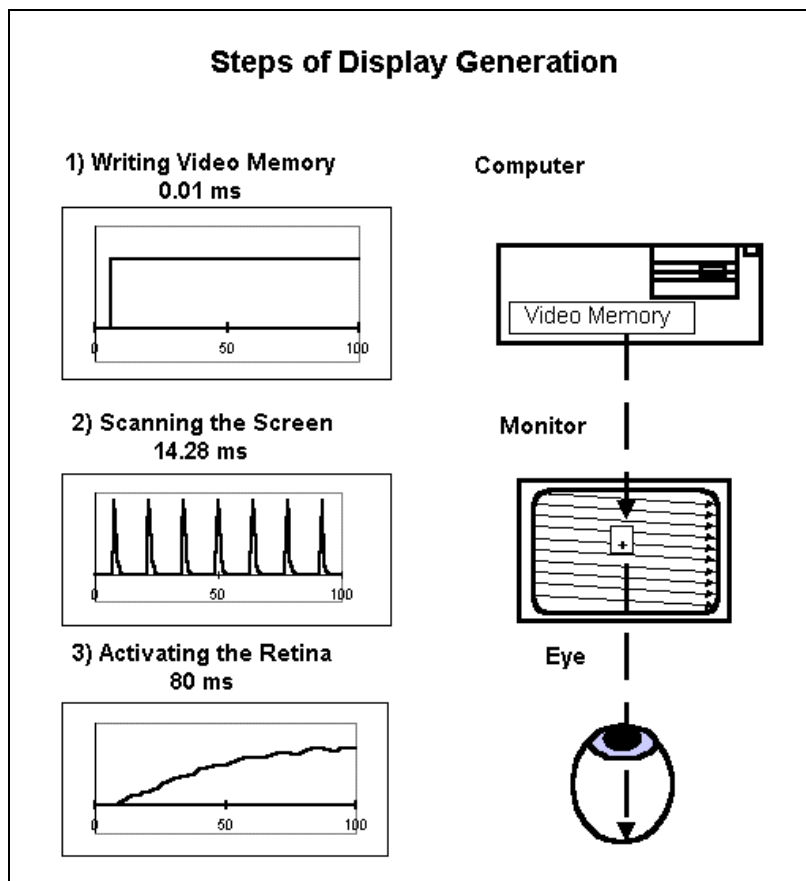 Steps of Display Generation
1) Writing Video Memory
0.01 ms
0
50
100
Computer
Video Memory
2) Scanning the Screen
14.28 ms
0
50
100
Monitor
3) Activating the Retina
80 ms
0
50
100
Eye